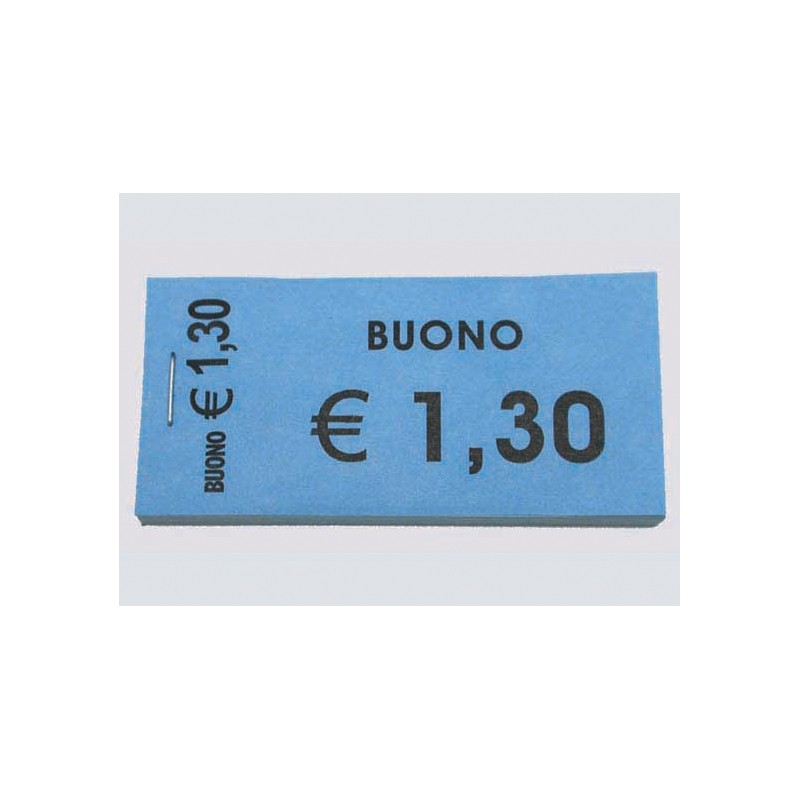 BUONO € 1,30
BUONO
€ 1,30